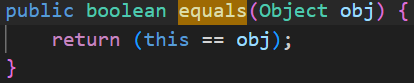 public boolean equals(Object obj) {
    return (this == obj);
}